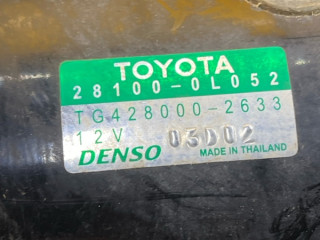 TOYOTA
28100-0L052
TG428000-2633
12V 05D02
DENSO MADE IN THAILAND